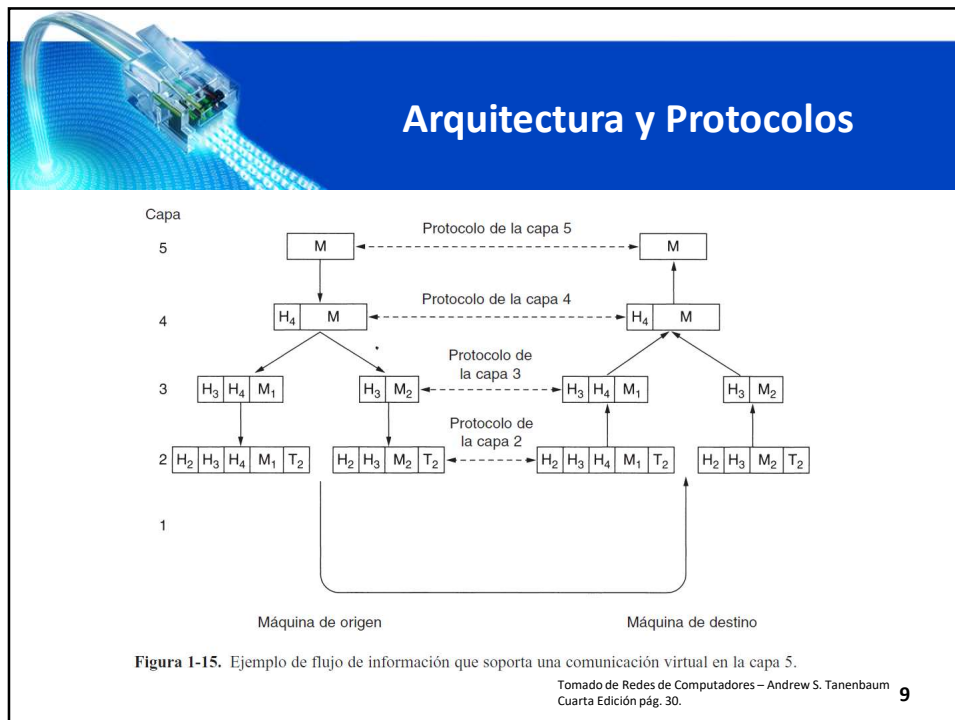 Arquitectura y Protocolos
Capa
5 M Protocolo de la capa 5 M
4 H₄ M Protocolo de la capa 4 H₄ M
Protocolo de
la capa 3
3 H₃ H₄ M₁ H₃ M₂ H₃ H₄ M₁ H₃ M₂
Protocolo de
la capa 2
2 H₂ H₃ H₄ M₁ T₂ H₂ H₃ M₂ T₂ H₂ H₃ H₄ M₁ T₂ H₂ H₃ M₂ T₂
1
Máquina de origen Máquina de destino
Figura 1-15. Ejemplo de flujo de información que soporta una comunicación virtual en la capa 5.
Tomado de Redes de Computadores – Andrew S. Tanenbaum
Cuarta Edición pág. 30.
9